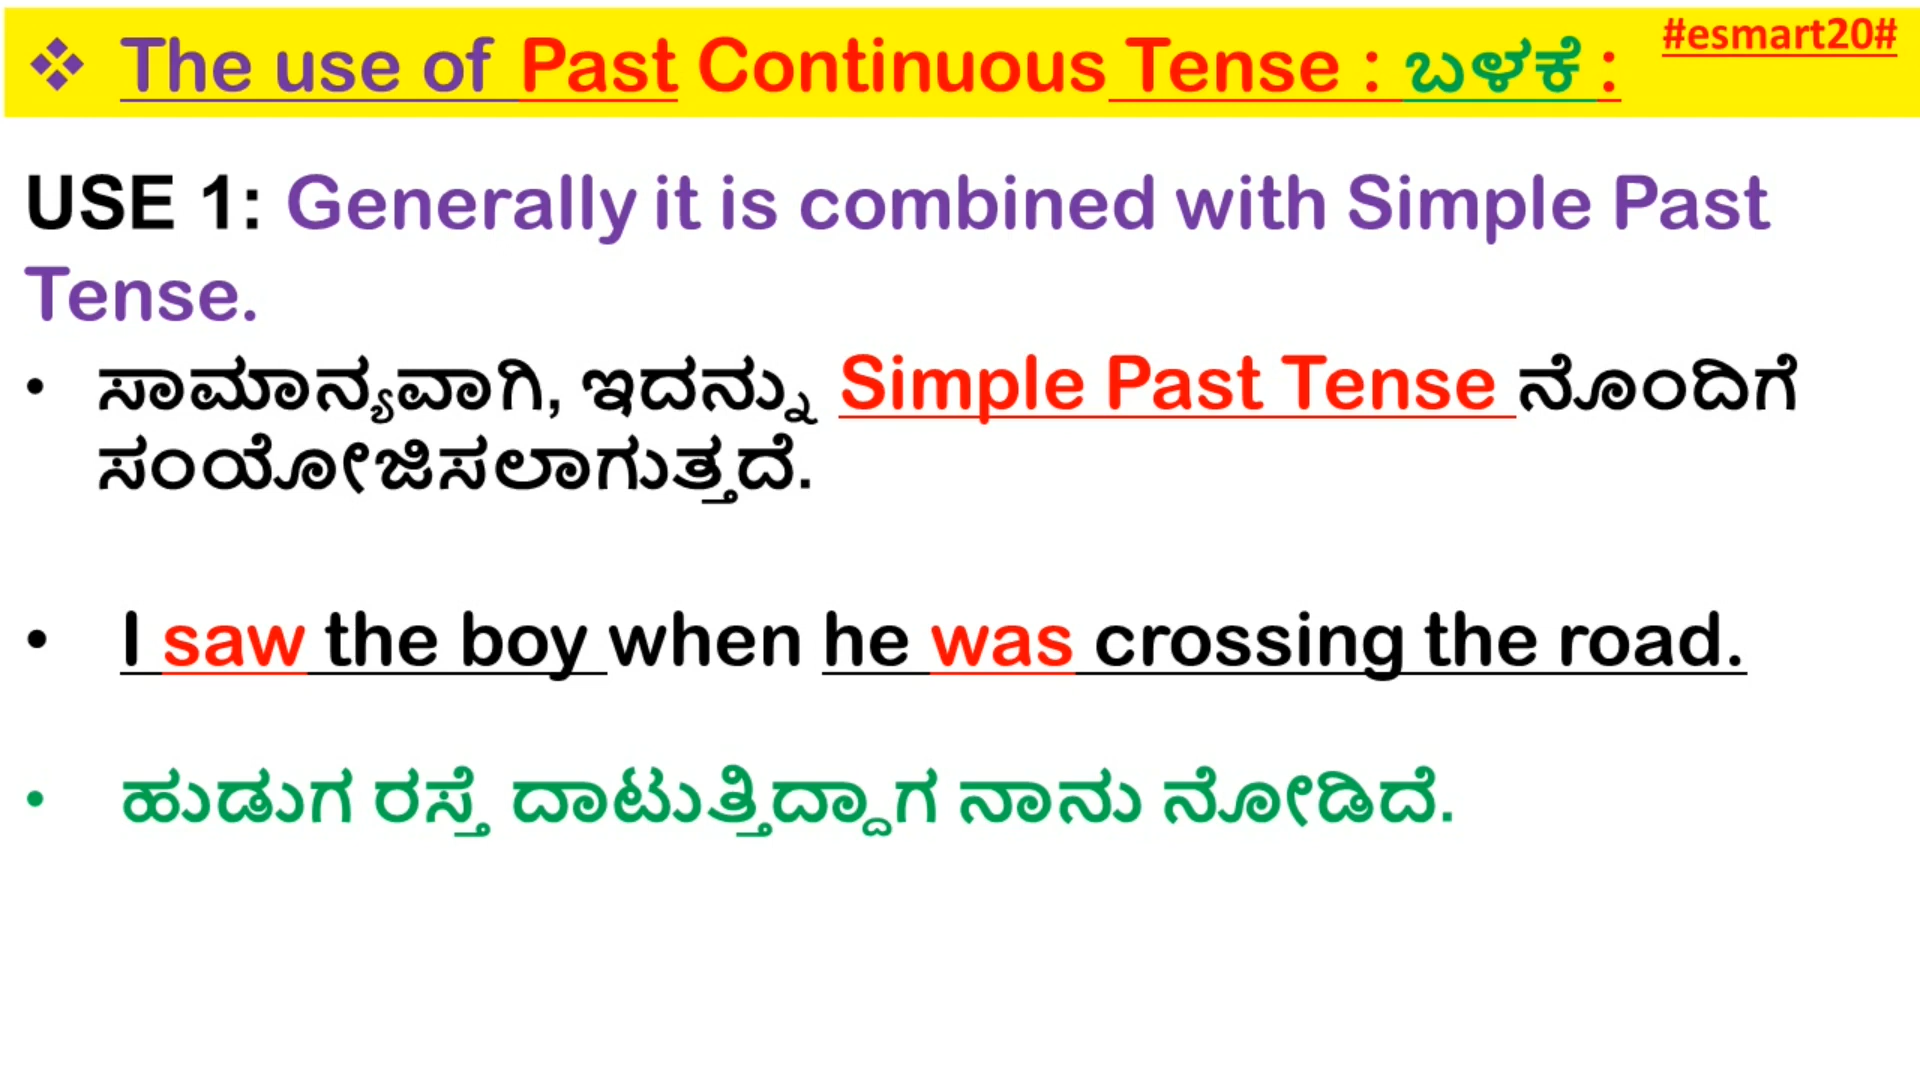 ❖ The use of Past Continuous Tense : ಬಳಕೆ :
#esmart20#
USE 1: Generally it is combined with Simple Past
Tense.
• ಸಾಮಾನ್ಯವಾಗಿ, ಇದನ್ನು Simple Past Tense ನೊಂದಿಗೆ
ಸಂಯೋಜಿಸಲಾಗುತ್ತದೆ.
• I saw the boy when he was crossing the road.
• ಹುಡುಗ ರಸ್ತೆ ದಾಟುತ್ತಿದ್ದಾಗ ನಾನು ನೋಡಿದೆ.